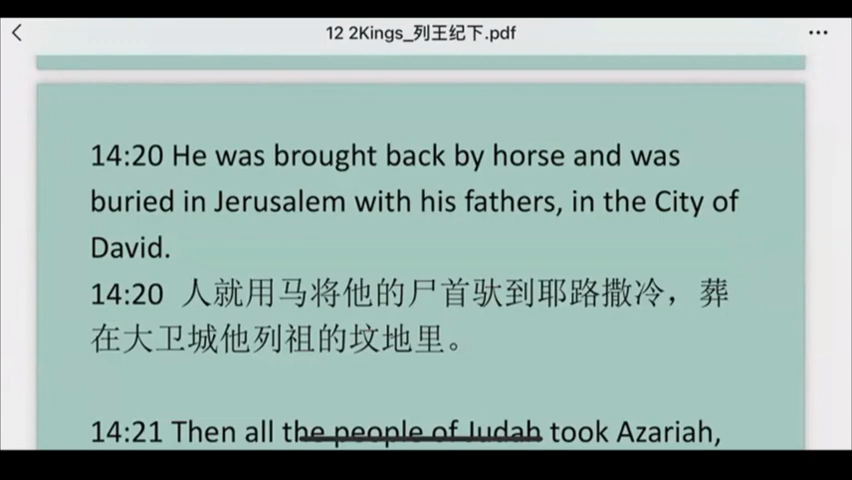 12 2Kings_列王纪下.pdf
14:20 He was brought back by horse and was
buried in Jerusalem with his fathers, in the City of
David.
14:20 人就用马将他的尸首驮到耶路撒冷，葬
在大卫城他列祖的坟地里。
14:21 Then all the people of Judah took Azariah,